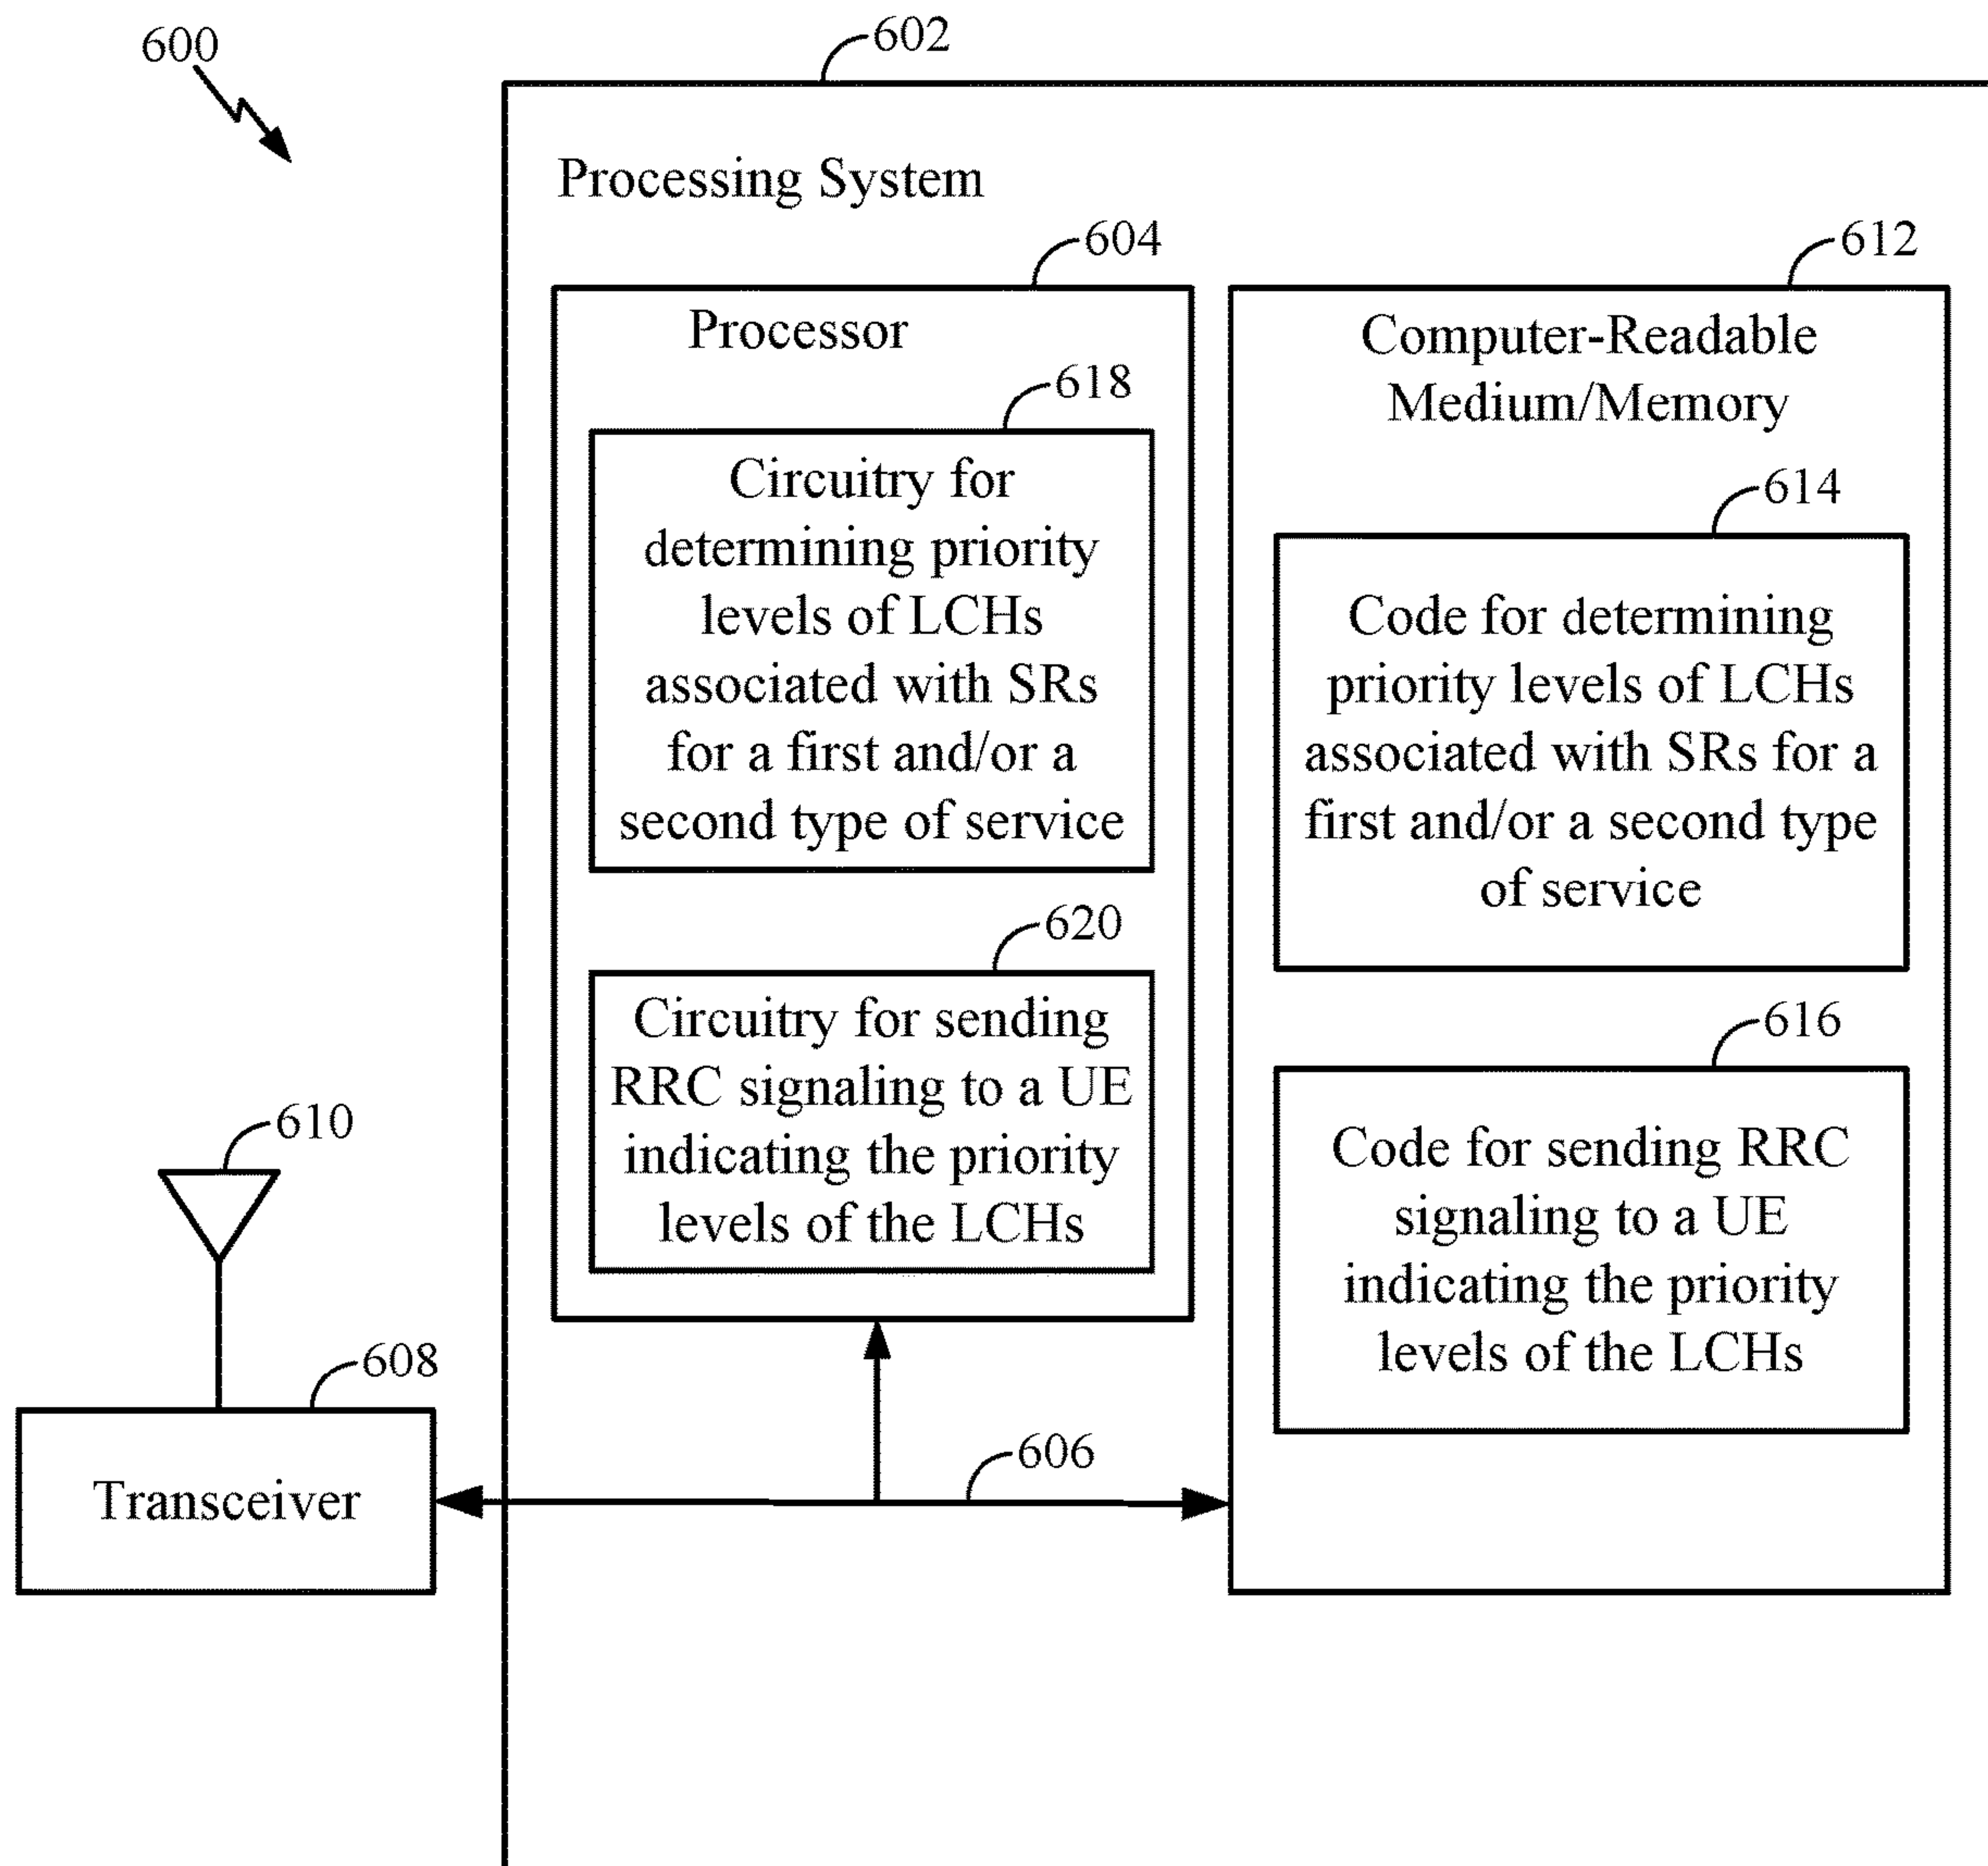 600
602
Processing System
604
Processor
618
Circuitry for
determining priority
levels of LCHs
associated with SRs
for a first and/or a
second type of service
620
Circuitry for sending
RRC signaling to a UE
indicating the priority
levels of the LCHs
612
Computer-Readable
Medium/Memory
614
Code for determining
priority levels of LCHs
associated with SRs for a
first and/or a second type
of service
616
Code for sending RRC
signaling to a UE
indicating the priority
levels of the LCHs
610
608
Transceiver
606